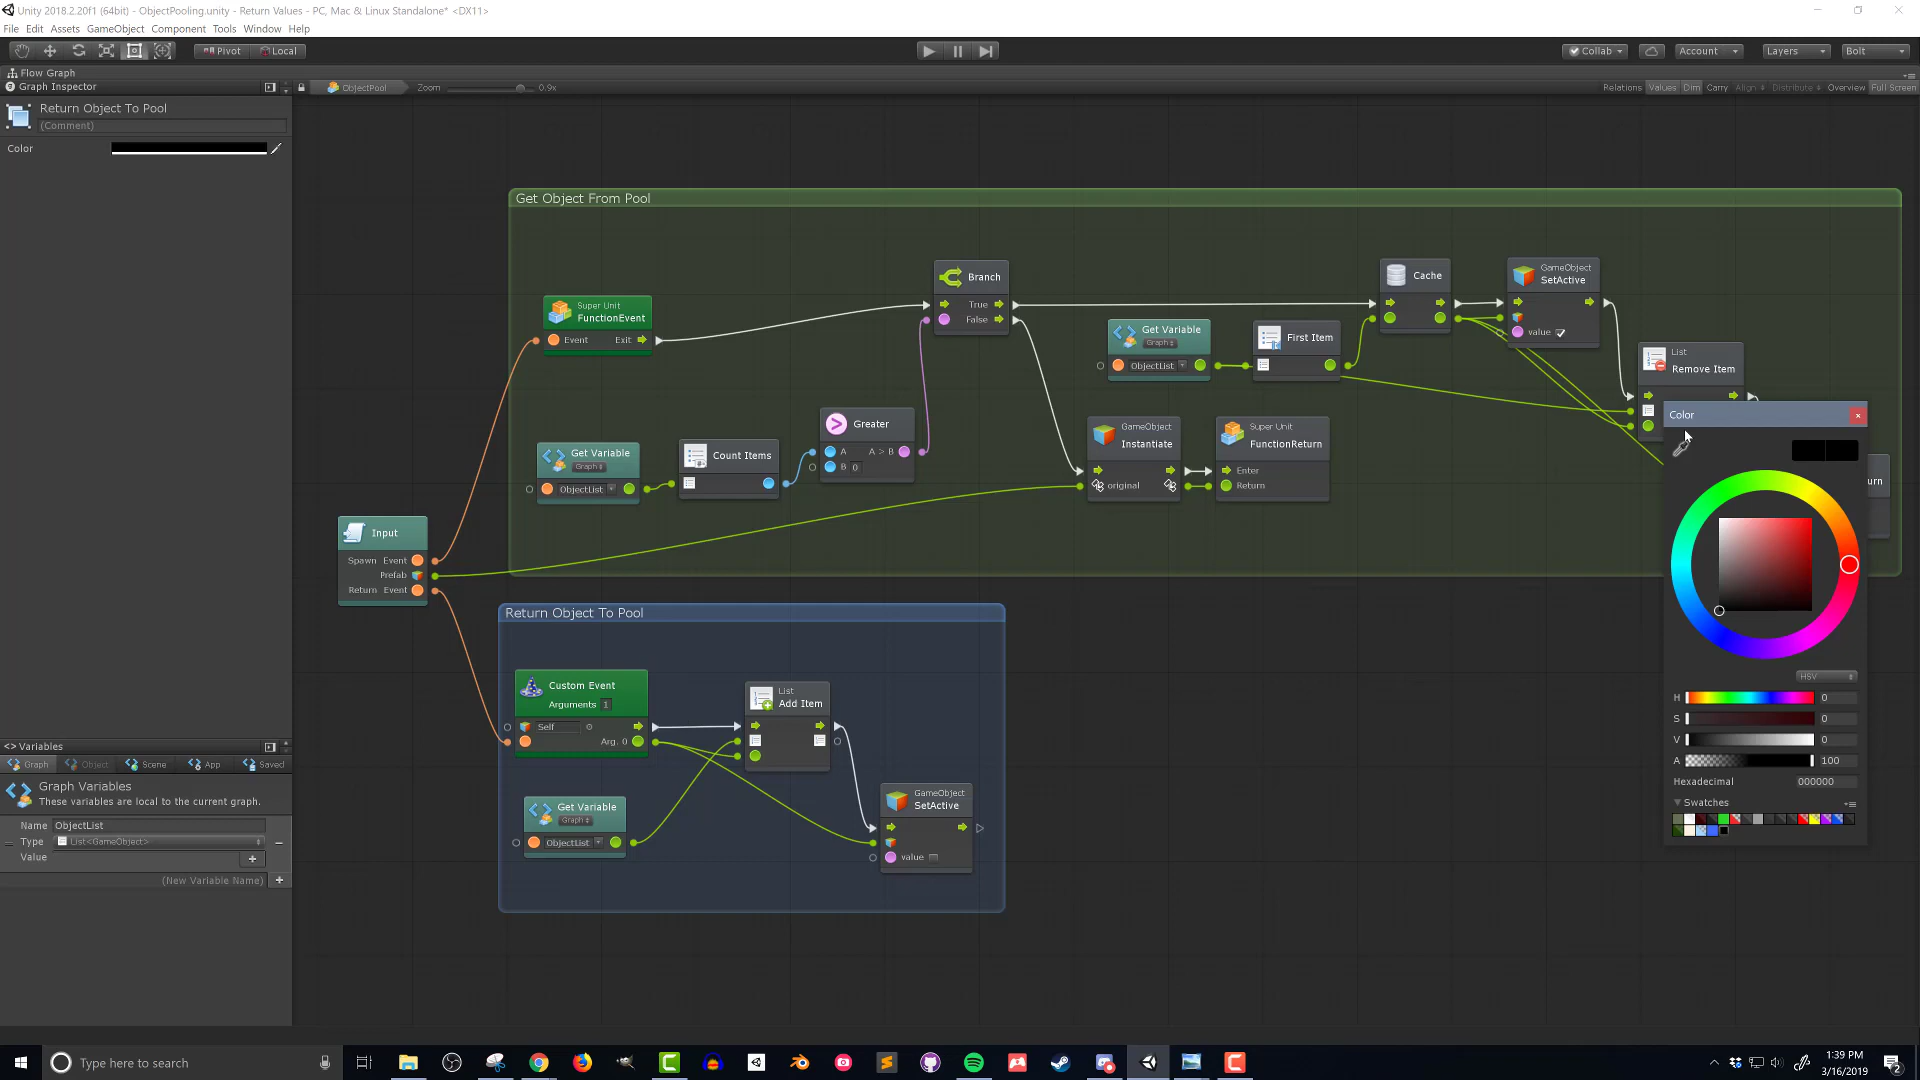 Unity 2018.2.20f1 (64bit) - ObjectPooling.unity - Return Values - PC, Mac & Linux Standalone* <DX11>
File Edit Assets GameObject Component Tools Window Help
Pivot Local Collab Account Layers Bolt
Flow Graph
Graph Inspector
ObjectPool Zoom 0.9x Relations Values Dim Carry Align Distribute Overview Full Screen
Return Object To Pool
(Comment)
Color
Get Object From Pool
Super Unit
FunctionEvent
Event Exit
Branch
True
False
Get Variable
Graph
ObjectList
First Item
Cache
GameObject
SetActive
value
List
Remove Item
Get Variable
Graph
ObjectList
Count Items
Greater
A A > B
B 0
GameObject
Instantiate
original
Super Unit
FunctionReturn
Enter
Return
urn
Input
Spawn Event
Prefab
Return Event
Return Object To Pool
Custom Event
Arguments 1
Self
Arg. 0
List
Add Item
Get Variable
Graph
ObjectList
GameObject
SetActive
value
Color
HSV
H 0
S 0
V 0
A 100
Hexadecimal 000000
Swatches
Variables
Graph Object Scene App Saved
Graph Variables
These variables are local to the current graph.
Name ObjectList
Type List<GameObject>
Value
(New Variable Name)
Type here to search
1:39 PM
3/16/2019
2